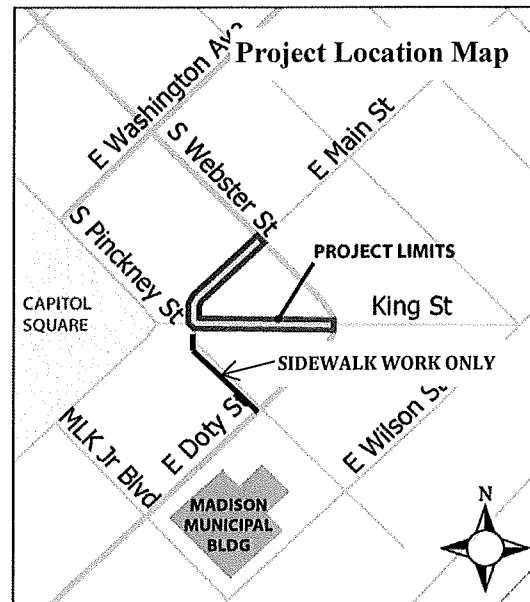 Project Location Map
E Washington Ave
S Webster St
E Main St
S Pinckney St
PROJECT LIMITS
CAPITOL
SQUARE
King St
SIDEWALK WORK ONLY
MLK Jr Blvd
E Doty St
E Wilson St
MADISON
MUNICIPAL
BLDG
N